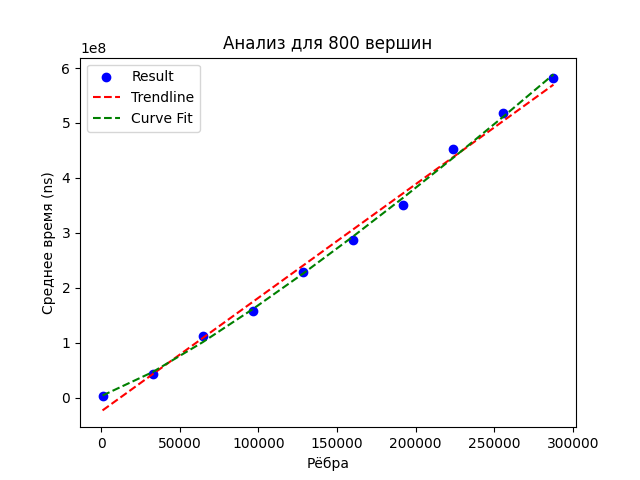 Анализ для 800 вершин
1e8
Result
Trendline
Curve Fit
6
5
4
3
2
1
0
Среднее время (ns)
0 50000 100000 150000 200000 250000 300000
Рёбра